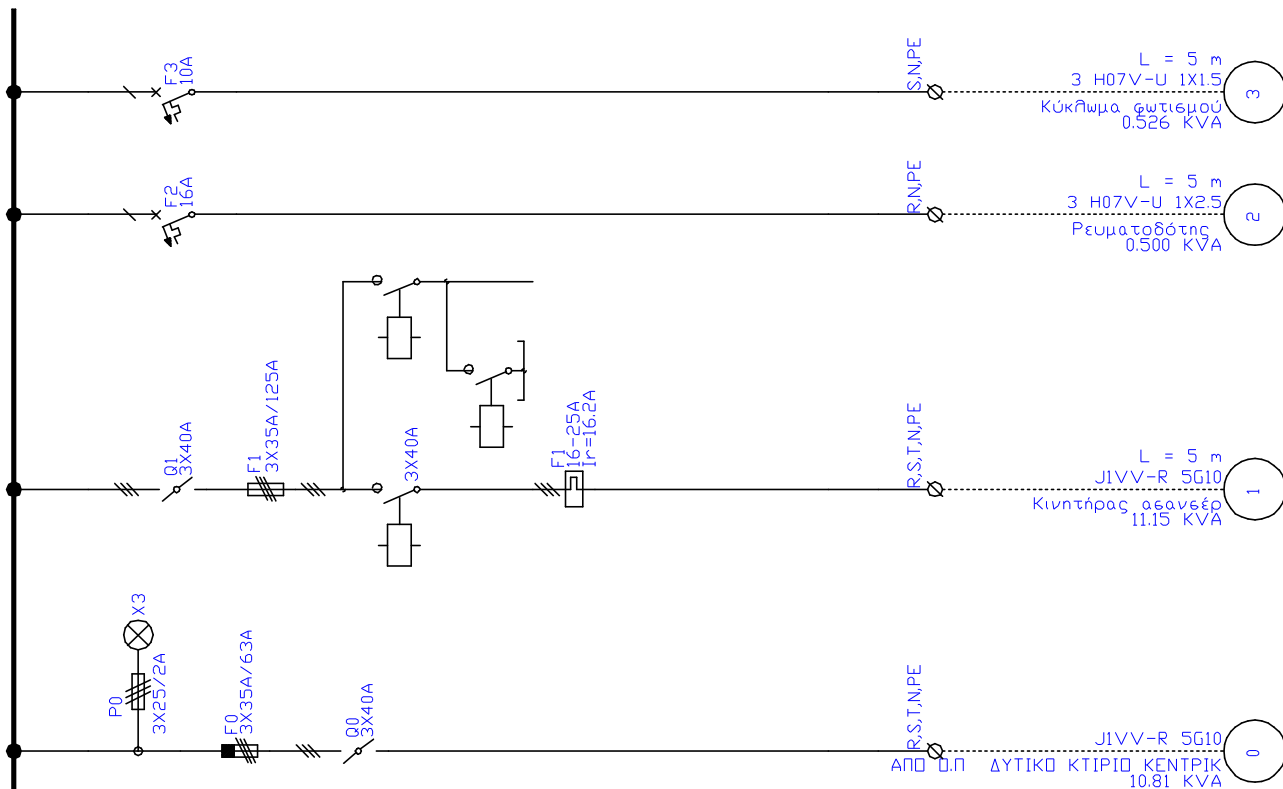 F3
10A
S,N,PE
L = 5 m
3 H07V-U 1X1.5
Κύκλωμα φωτισμού
0.526 KVA
3
F2
16A
R,N,PE
L = 5 m
3 H07V-U 1X2.5
Ρευματοδότης
0.500 KVA
2
Q1
3X40A
F1
3X35A/125A
3X40A
F1
16-25A
Ir=16.2A
R,S,T,N,PE
L = 5 m
J1VV-R 5G10
Κινητήρας ασανσέρ
11.15 KVA
1
X3
P0
3X25/2A
F0
3X35A/63A
Q0
3X40A
R,S,T,N,PE
J1VV-R 5G10
ΑΠΟ Ο.Π ΔΥΤΙΚΟ ΚΤΙΡΙΟ ΚΕΝΤΡΙΚ
10.81 KVA
0